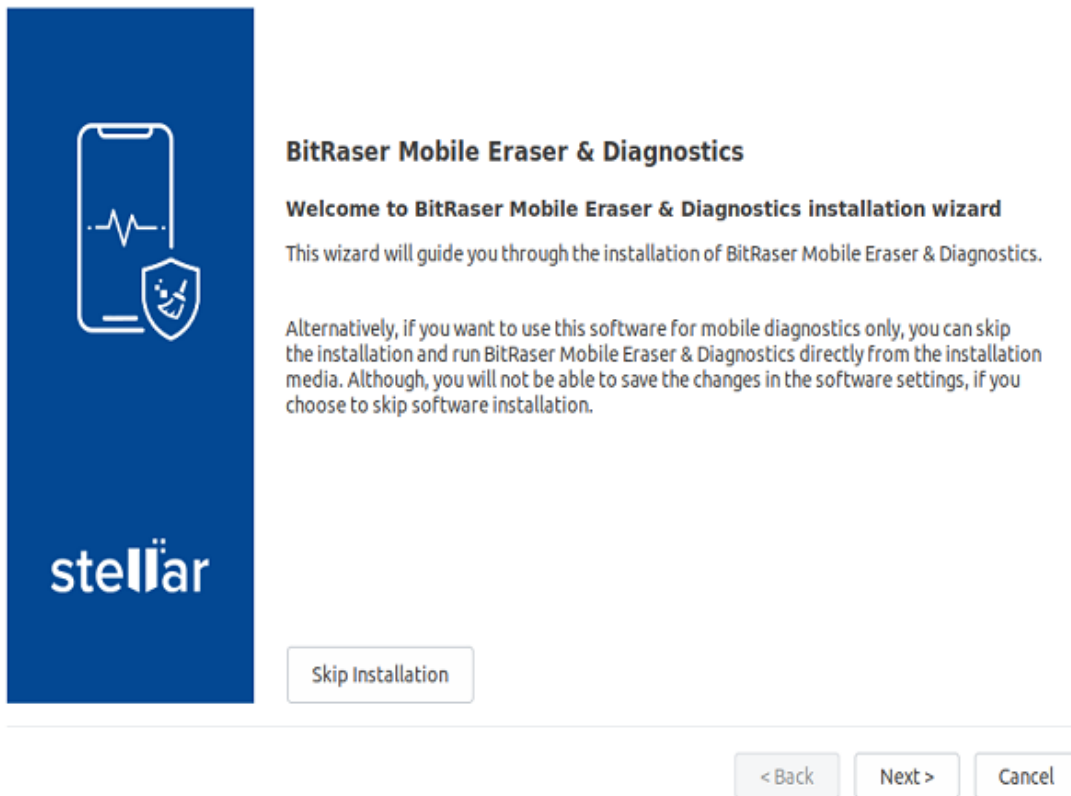 BitRaser Mobile Eraser & Diagnostics
Welcome to BitRaser Mobile Eraser & Diagnostics installation wizard
This wizard will guide you through the installation of BitRaser Mobile Eraser & Diagnostics.
Alternatively, if you want to use this software for mobile diagnostics only, you can skip
the installation and run BitRaser Mobile Eraser & Diagnostics directly from the installation
media. Although, you will not be able to save the changes in the software settings, if you
choose to skip software installation.
stellar
Skip Installation
< Back
Next >
Cancel